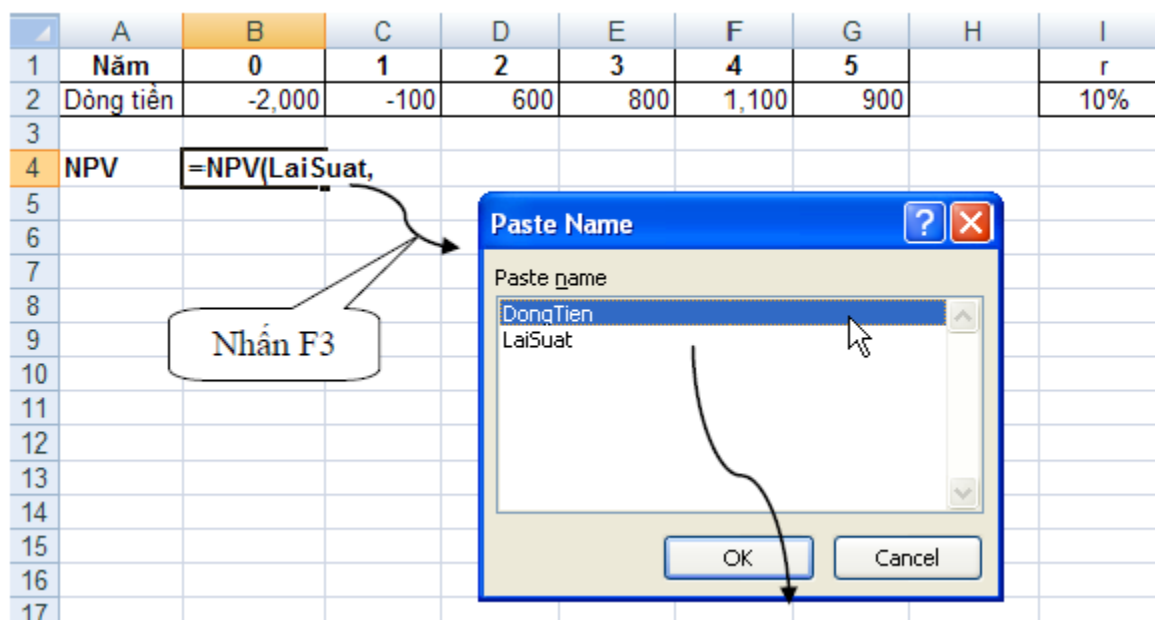 A B C D E F G H I
1 Năm 0 1 2 3 4 5 r
2 Dòng tiền -2,000 -100 600 800 1,100 900 10%
3
4 NPV =NPV(LaiSuat,
5
6
7
8
9
10
11
12
13
14
15
16
17
Nhấn F3
Paste Name
Paste name
DongTien
LaiSuat
OK Cancel